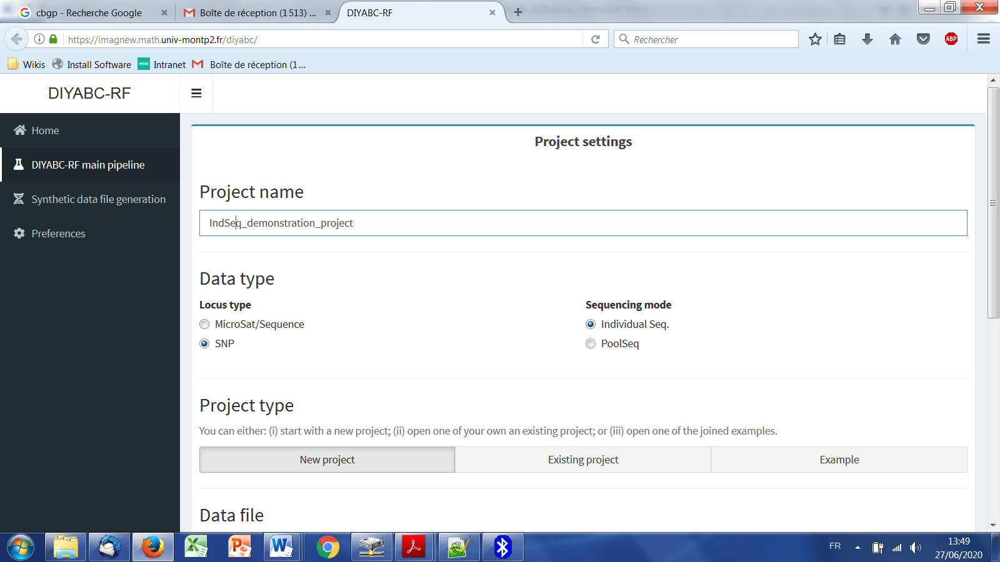 cbgp - Recherche Google
Boîte de réception (1 513) ...
DIYABC-RF
https://imagnew.math.univ-montp2.fr/diyabc/
Rechercher
ABP
Wikis
Install Software
Intranet
Boîte de réception (1 ...
DIYABC-RF
Home
DIYABC-RF main pipeline
Synthetic data file generation
Preferences
Project settings
Project name
IndSeq_demonstration_project
Data type
Locus type
MicroSat/Sequence
SNP
Sequencing mode
Individual Seq.
PoolSeq
Project type
You can either: (i) start with a new project; (ii) open one of your own an existing project; or (iii) open one of the joined examples.
New project
Existing project
Example
Data file
FR
13:49
27/06/2020